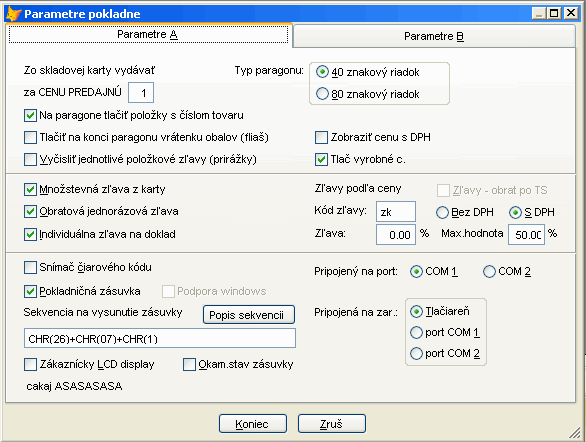 Parametre pokladne
Parametre A
Parametre B
Zo skladovej karty vydávať
za CENU PREDAJNÚ 1
Typ paragonu:
40 znakový riadok
80 znakový riadok
Na paragone tlačiť položky s číslom tovaru
Tlačiť na konci paragonu vrátenku obalov (fliaš)
Zobraziť cenu s DPH
Vyčisliť jednotlivé položkové zľavy (prirážky)
Tlač vyrobné c.
Množstevná zľava z karty
Zľavy podľa ceny
Zľavy - obrat po TS
Obratová jednorázová zľava
Kód zľavy: zk
Bez DPH
S DPH
Individuálna zľava na doklad
Zľava: 0.00 %
Max.hodnota 50.00 %
Snímač čiarového kódu
Pripojený na port:
COM 1
COM 2
Pokladničná zásuvka
Podpora windows
Sekvencia na vysunutie zásuvky
Popis sekvencii
Pripojená na zar.:
Tlačiareň
port COM 1
port COM 2
CHR(26)+CHR(07)+CHR(1)
Zákaznícky LCD display
Okam.stav zásuvky
cakaj ASASASASA
Koniec
Zruš